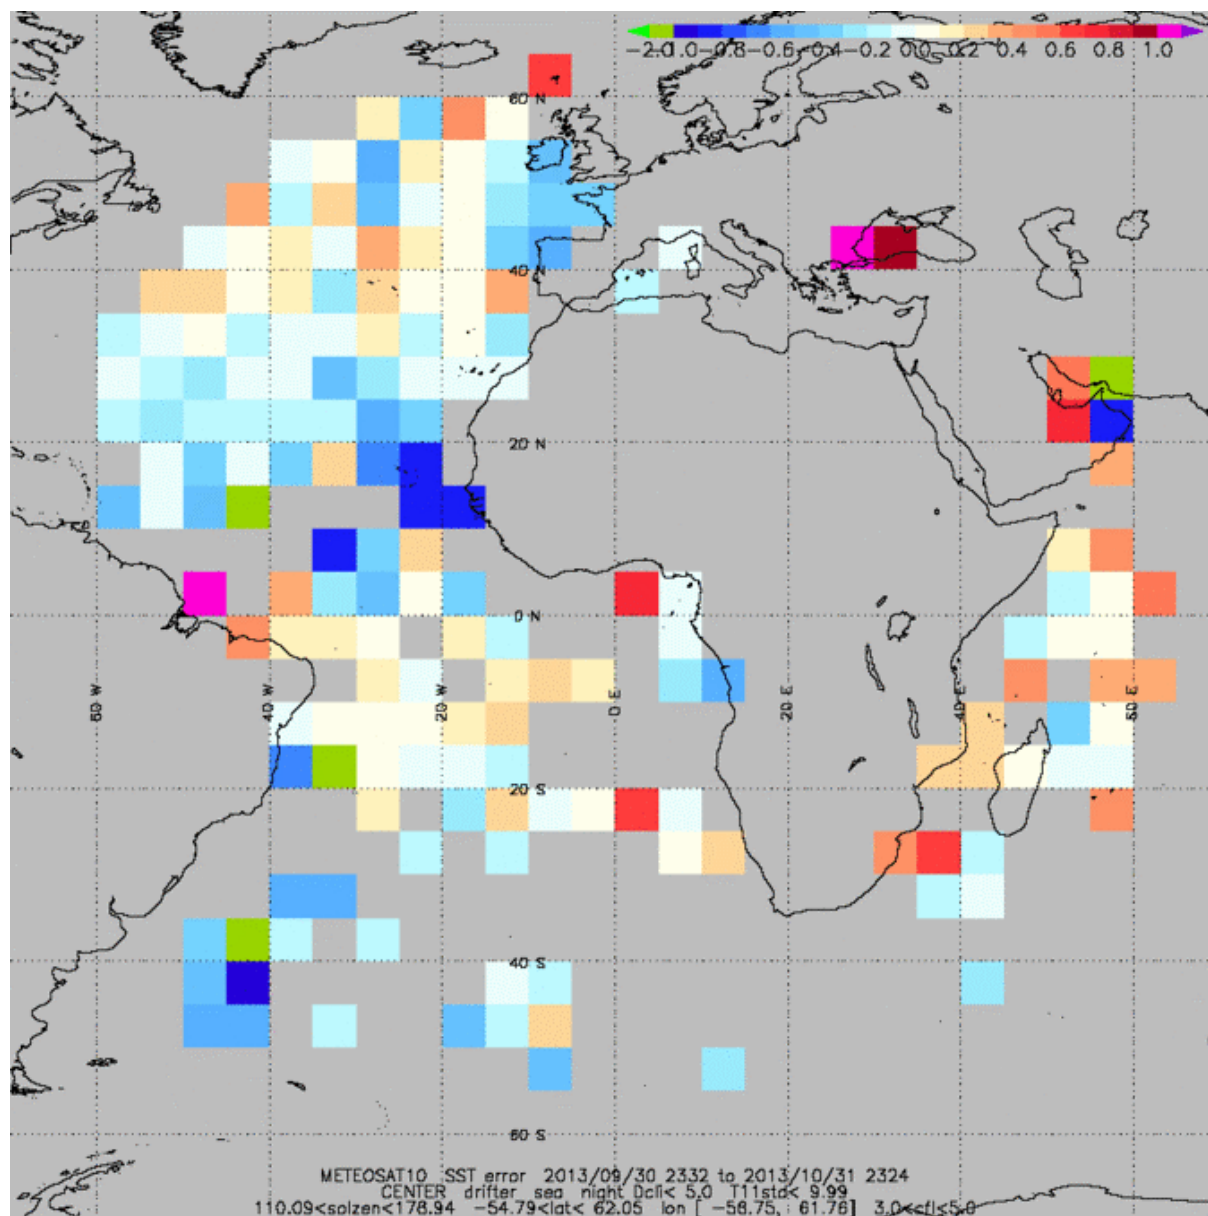 -2.0 -1.0 -0.8 -0.6 -0.4 -0.2 0.0 0.2 0.4 0.6 0.8 1.0
60 N
40 N
20 N
0 N
60 W 40 W 20 W 0 E 20 E 40 E 60 E
20 S
40 S
60 S
METEOSAT10 SST error 2013/09/30 2332 to 2013/10/31 2324
CENTER drifter sea night Dcfl< 5.0 T11std< 9.99
110.09<solzen<178.94 -54.79<lat< 62.05 lon [ -58.75, 61.76] 3.0<cfl<5.0